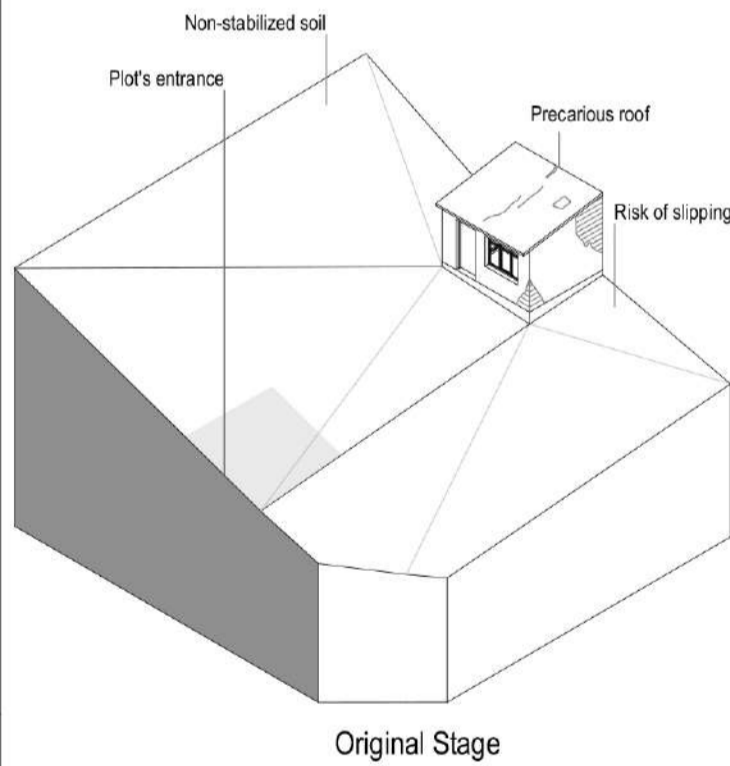 Non-stabilized soil
Plot's entrance
Precarious roof
Risk of slipping
Original Stage